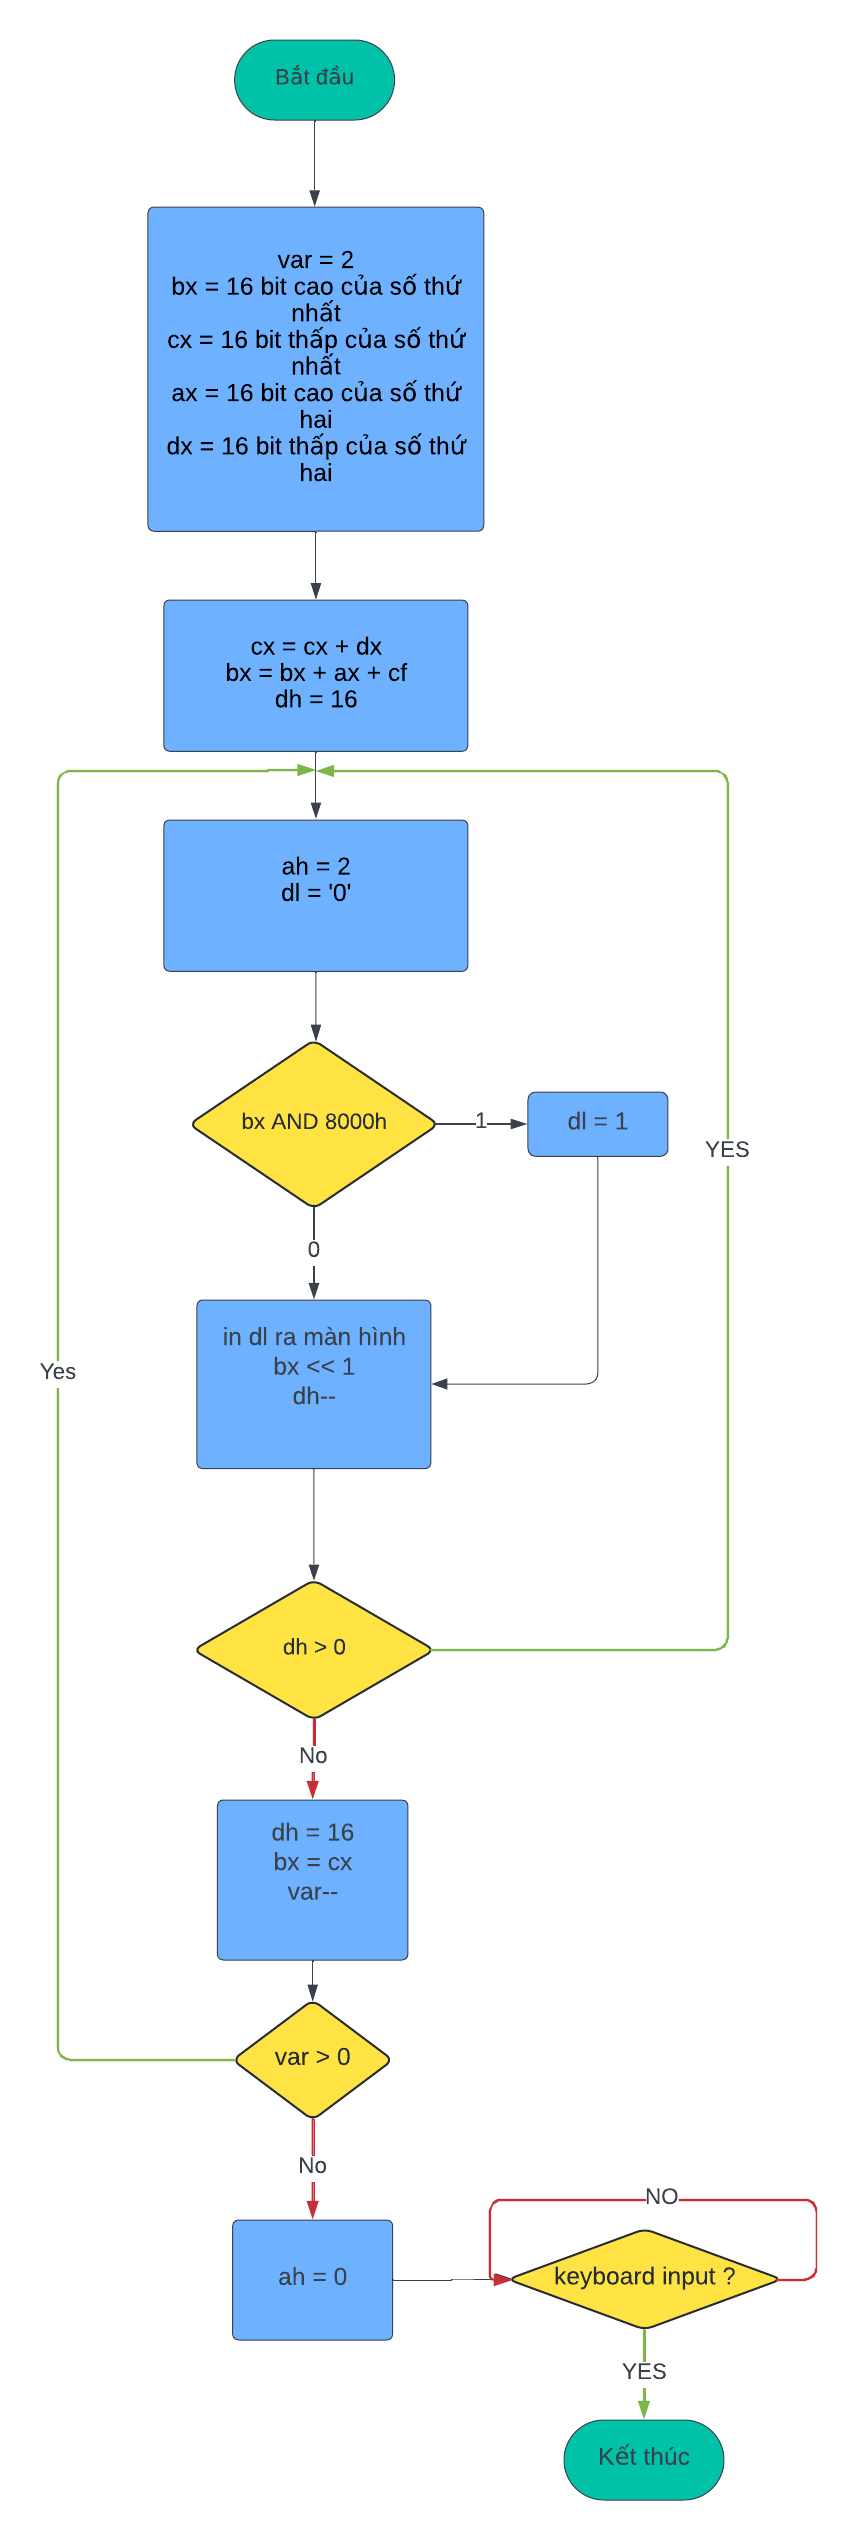 Bắt đầu
var = 2
bx = 16 bit cao của số thứ
nhất
cx = 16 bit thấp của số thứ
nhất
ax = 16 bit cao của số thứ
hai
dx = 16 bit thấp của số thứ
hai
cx = cx + dx
bx = bx + ax + cf
dh = 16
ah = 2
dl = '0'
bx AND 8000h
1
dl = 1
YES
0
in dl ra màn hình
bx << 1
dh--
Yes
dh > 0
No
dh = 16
bx = cx
var--
var > 0
No
NO
ah = 0
keyboard input ?
YES
Kết thúc